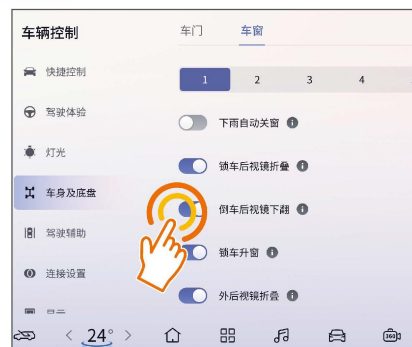 车辆控制
车门 车窗
快捷控制
1 2 3 4
驾驶体验
下雨自动关窗
灯光
锁车后视镜折叠
车身及底盘
倒车后视镜下翻
驾驶辅助
锁车升窗
连接设置
外后视镜折叠
显示
< 24° >
360